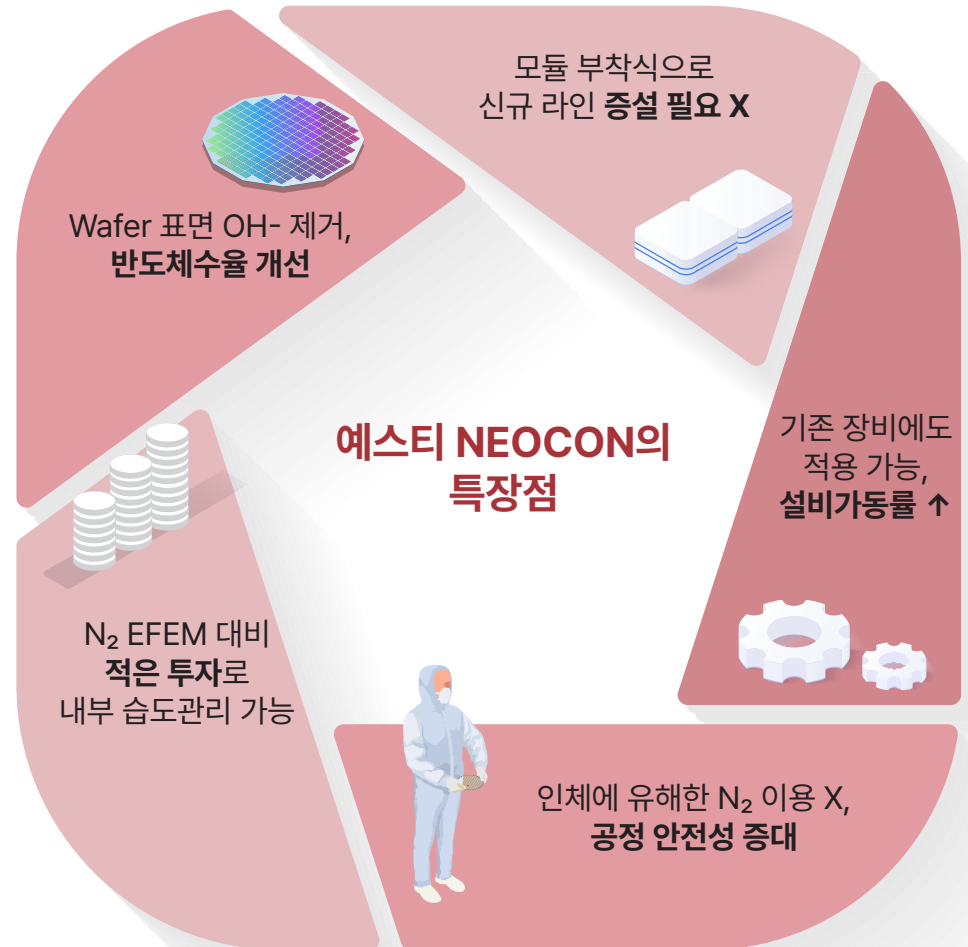 예스티 NEOCON의
특장점
Wafer 표면 OH- 제거,
반도체수율 개선
모듈 부착식으로
신규 라인 증설 필요 X
기존 장비에도
적용 가능,
설비가동률 ↑
인체에 유해한 N₂ 이용 X,
공정 안전성 증대
N₂ EFEM 대비
적은 투자로
내부 습도관리 가능